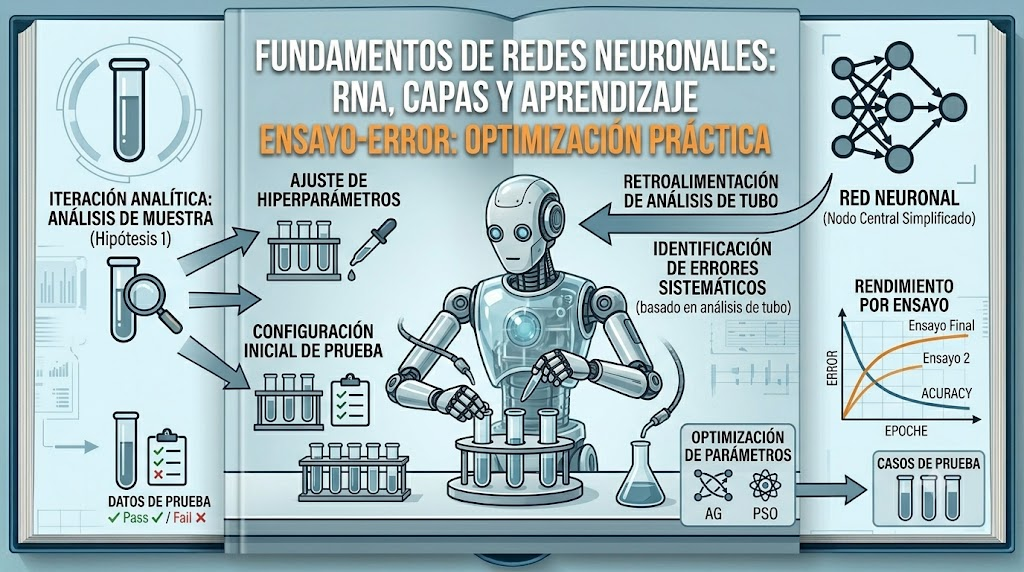 FUNDAMENTOS DE REDES NEURONALES:
RNA, CAPAS Y APRENDIZAJE
ENSAYO-ERROR: OPTIMIZACIÓN PRÁCTICA
ITERACIÓN ANALÍTICA:
ANÁLISIS DE MUESTRA
(Hipótesis 1)
DATOS DE PRUEBA
✓ Pass ✓ / Fail ✗
AJUSTE DE
HIPERPARÁMETROS
CONFIGURACIÓN
INICIAL DE PRUEBA
RETROALIMENTACIÓN
DE ANÁLISIS DE TUBO
IDENTIFICACIÓN
DE ERRORES
SISTEMÁTICOS
(basado en análisis de tubo)
OPTIMIZACIÓN
DE PARÁMETROS
AG PSO
RED NEURONAL
(Nodo Central Simplificado)
RENDIMIENTO
POR ENSAYO
Ensayo Final
Ensayo 2
ACURACY
ERROR
EPOCHE
CASOS DE PRUEBA